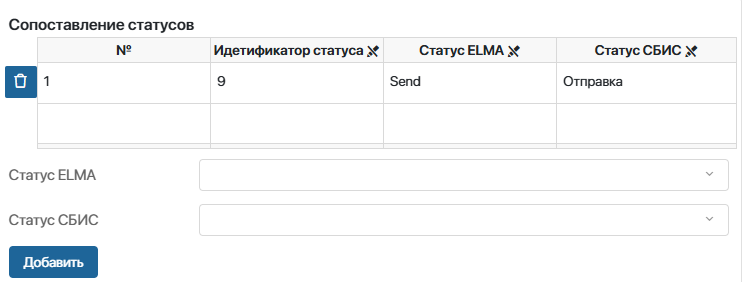 Сопоставление статусов
№ Идетификатор статуса Статус ELMA Статус СБИС
1 9 Send Отправка
Статус ELMA
Статус СБИС
Добавить